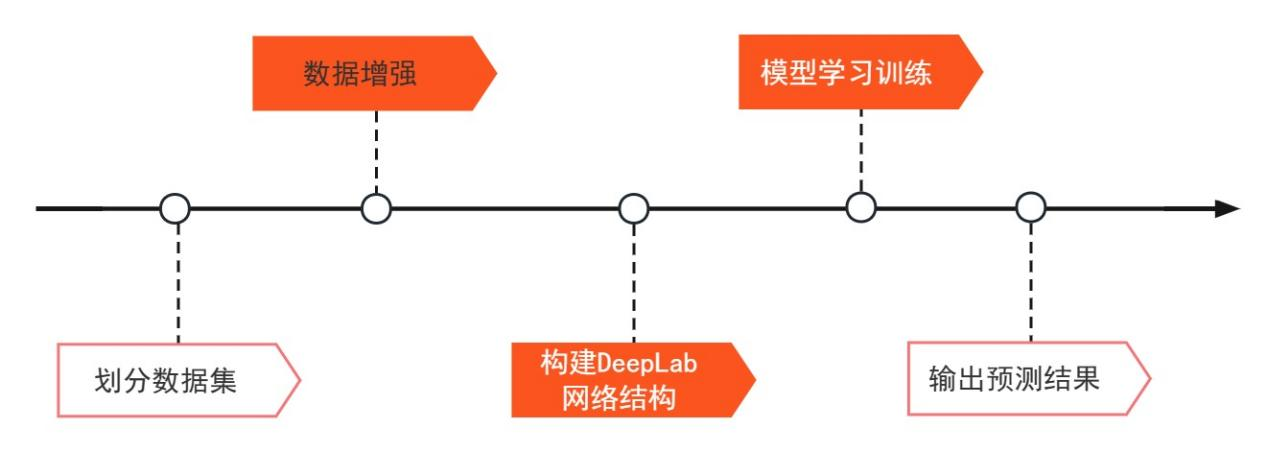 数据增强
模型学习训练
划分数据集
构建DeepLab
网络结构
输出预测结果